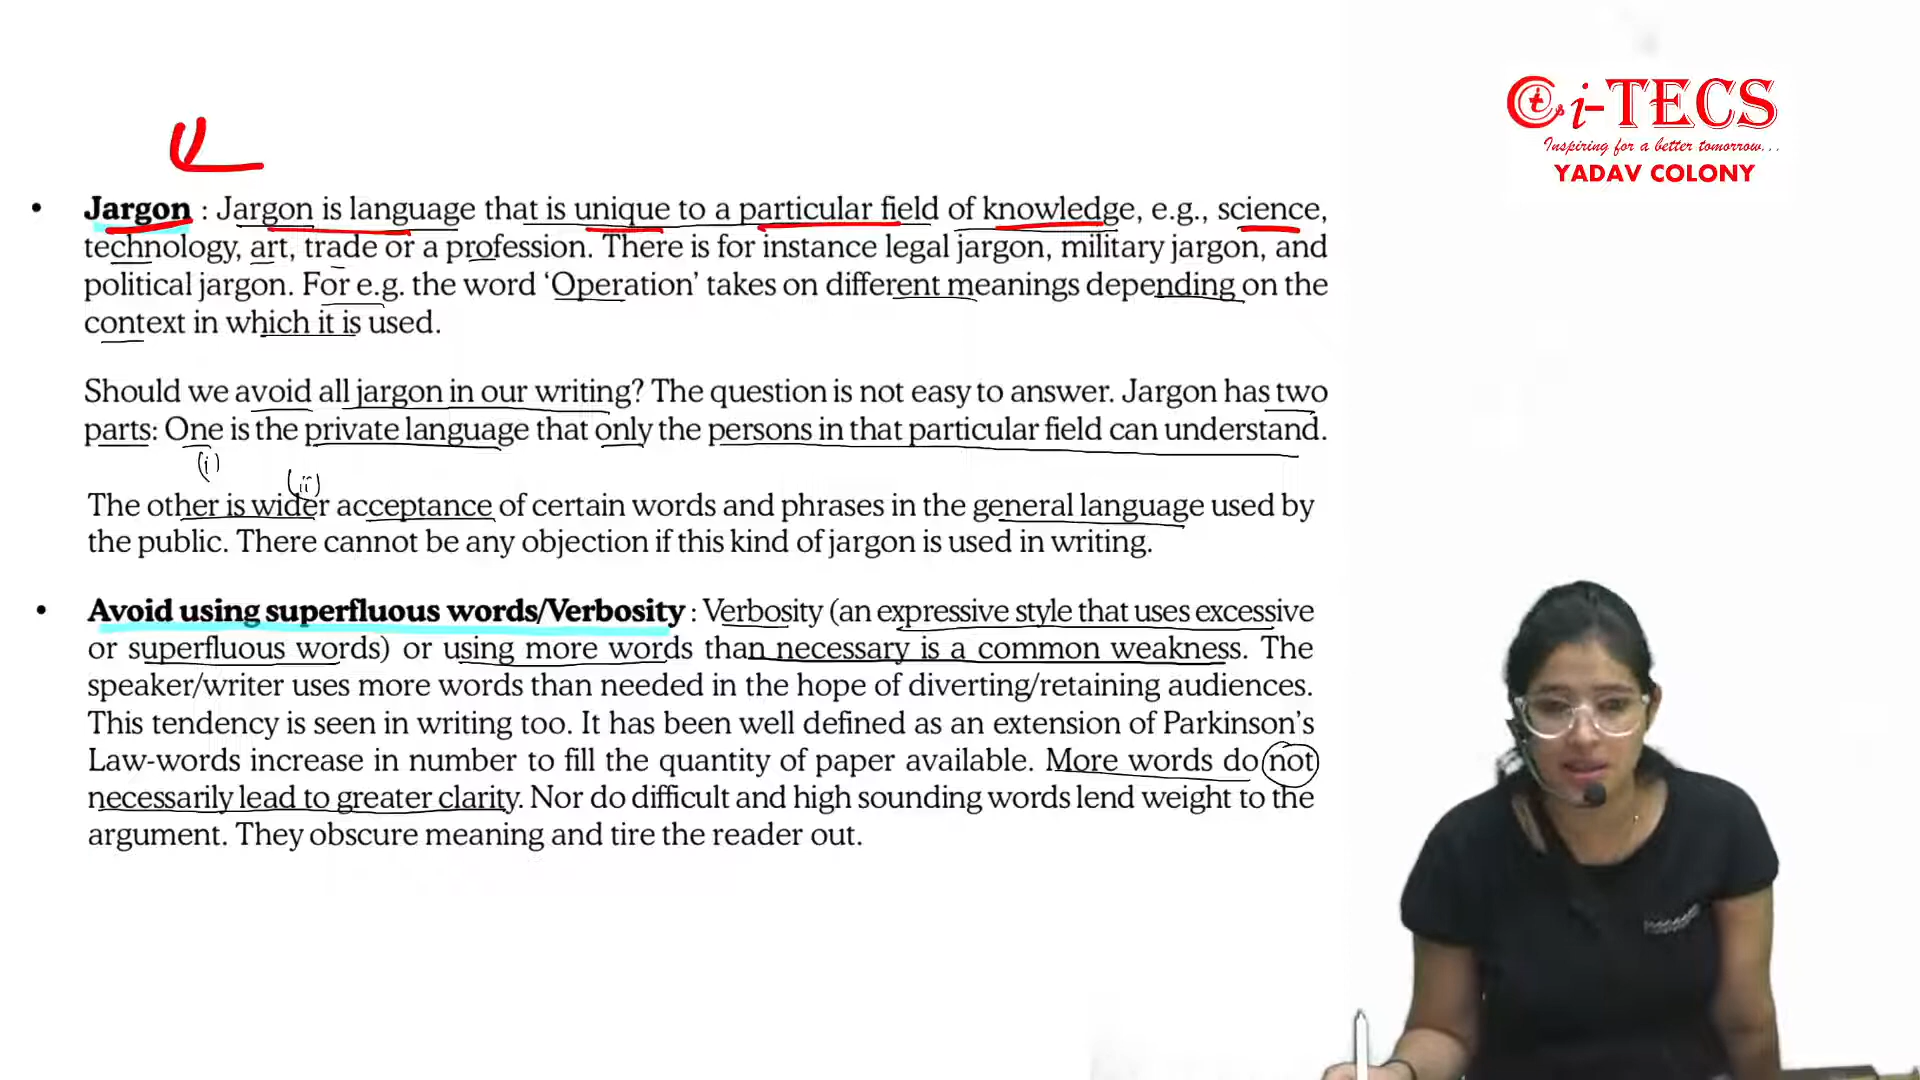 i-TECS
Inspiring for a better tomorrow...
YADAV COLONY
• Jargon : Jargon is language that is unique to a particular field of knowledge, e.g., science,
technology, art, trade or a profession. There is for instance legal jargon, military jargon, and
political jargon. For e.g. the word ‘Operation’ takes on different meanings depending on the
context in which it is used.
Should we avoid all jargon in our writing? The question is not easy to answer. Jargon has two
parts: One is the private language that only the persons in that particular field can understand.
(i)
(ii)
The other is wider acceptance of certain words and phrases in the general language used by
the public. There cannot be any objection if this kind of jargon is used in writing.
• Avoid using superfluous words/Verbosity : Verbosity (an expressive style that uses excessive
or superfluous words) or using more words than necessary is a common weakness. The
speaker/writer uses more words than needed in the hope of diverting/retaining audiences.
This tendency is seen in writing too. It has been well defined as an extension of Parkinson’s
Law-words increase in number to fill the quantity of paper available. More words do not
necessarily lead to greater clarity. Nor do difficult and high sounding words lend weight to the
argument. They obscure meaning and tire the reader out.